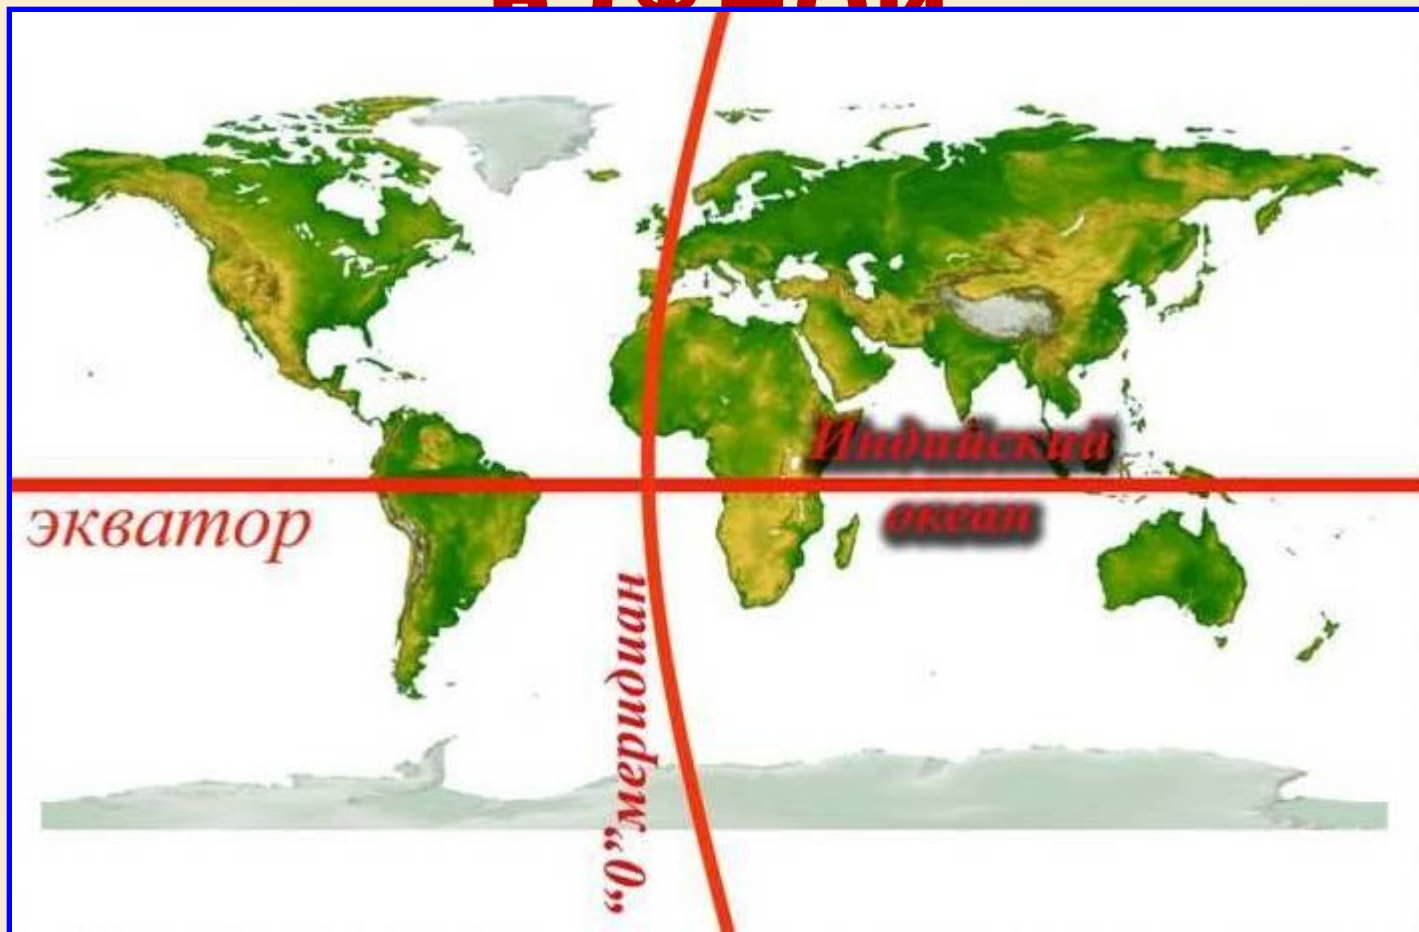 Индийский
океан
экватор
"0"меридиан